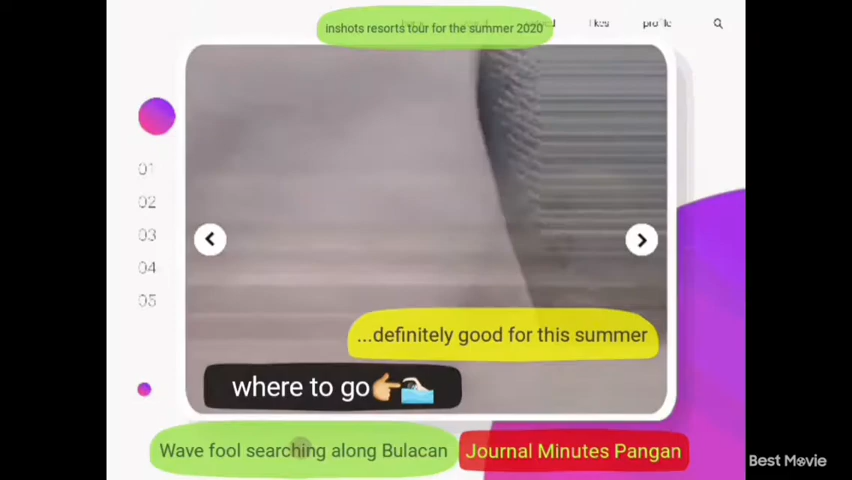 inshots resorts tour for the summer 2020
likes
profile
01
02
03
04
05
...definitely good for this summer
where to go👉🏊
Wave fool searching along Bulacan
Journal Minutes Pangan
BEST MOVIE